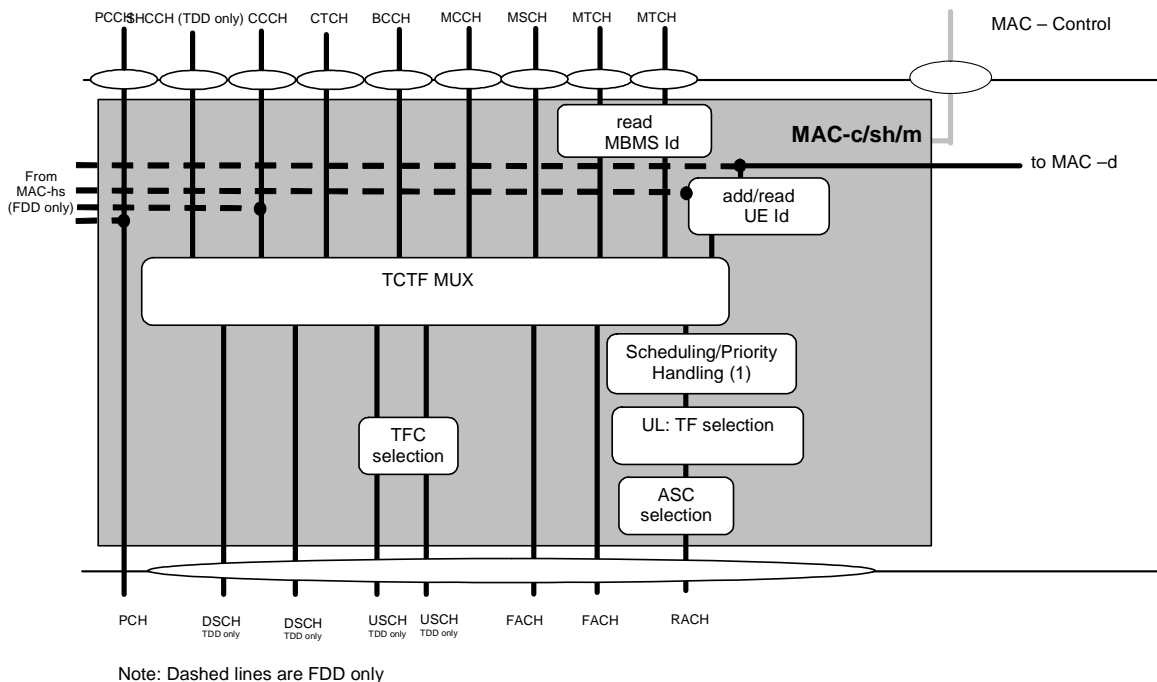 PCCH SHCCH (TDD only) CCCH CTCH BCCH MCCH MSCH MTCH MTCH
MAC – Control
read
MBMS Id
MAC-c/sh/m
From
MAC-hs
(FDD only)
to MAC –d
add/read
UE Id
TCTF MUX
Scheduling/Priority
Handling (1)
UL: TF selection
TFC
selection
ASC
selection
PCH DSCH DSCH USCH USCH FACH FACH RACH
TDD only TDD only TDD only TDD only
Note: Dashed lines are FDD only